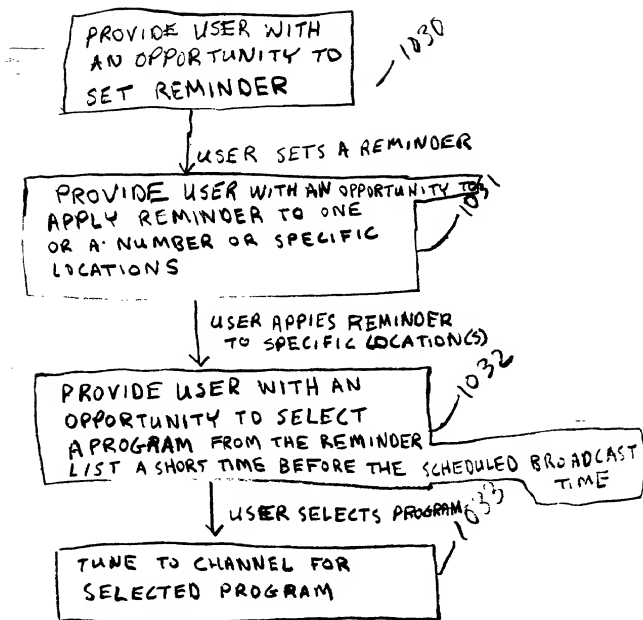 PROVIDE USER WITH
AN OPPORTUNITY TO
SET REMINDER
1030
USER SETS A REMINDER
PROVIDE USER WITH AN OPPORTUNITY TO
APPLY REMINDER TO ONE
OR A NUMBER OR SPECIFIC
LOCATIONS
1031
USER APPIES REMINDER
TO SPECIFIC LOCATION(S)
PROVIDE USER WITH AN
OPPORTUNITY TO SELECT
A PROGRAM FROM THE REMINDER
LIST A SHORT TIME BEFORE THE SCHEDULED BROADCAST
TIME
1032
USER SELECTS PROGRAM
1033
TUNE TO CHANNEL FOR
SELECTED PROGRAM